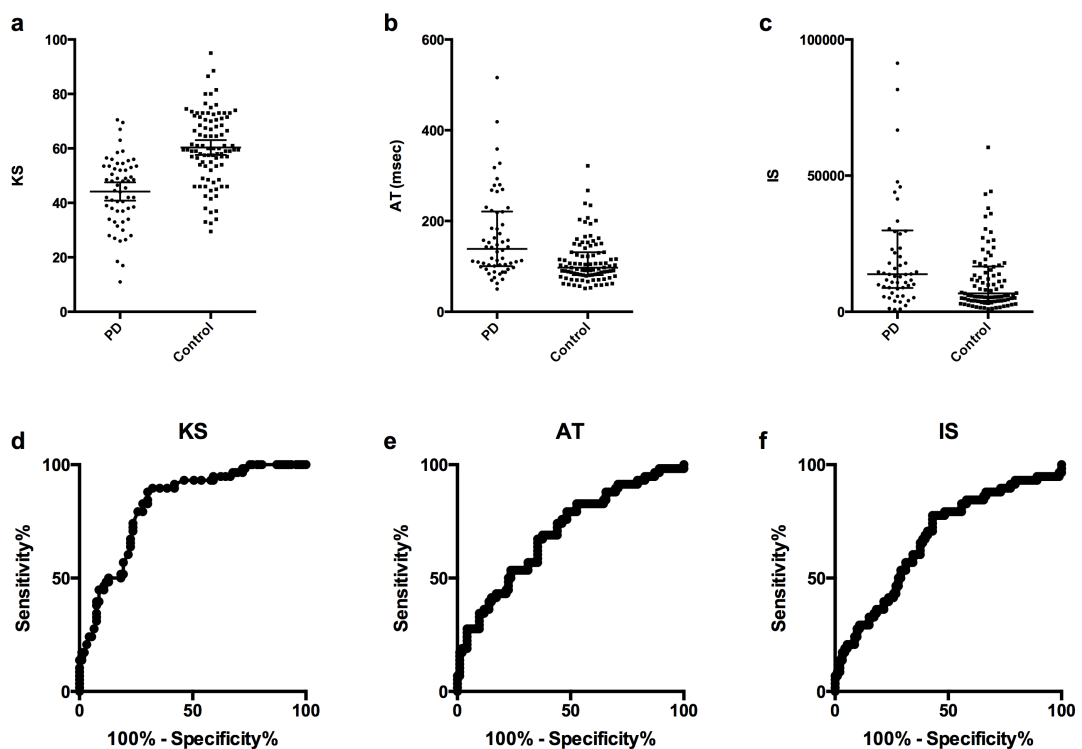 a
b
c
100
80
60
40
20
0
KS
PD
Control
600
400
200
0
AT (msec)
PD
Control
100000
50000
0
IS
PD
Control
d
KS
e
AT
f
IS
100
50
0
Sensitivity%
0
50
100
100% - Specificity%
100
50
0
Sensitivity%
0
50
100
100% - Specificity%
100
50
0
Sensitivity%
0
50
100
100% - Specificity%